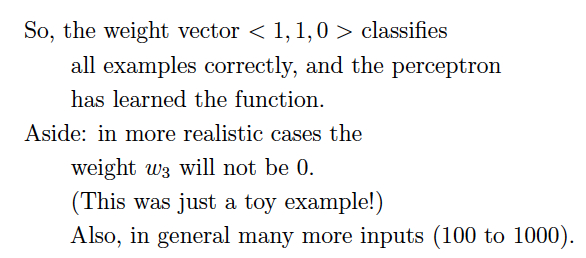 So, the weight vector < 1, 1, 0 > classifies
all examples correctly, and the perceptron
has learned the function.
Aside: in more realistic cases the
weight w₃ will not be 0.
(This was just a toy example!)
Also, in general many more inputs (100 to 1000).